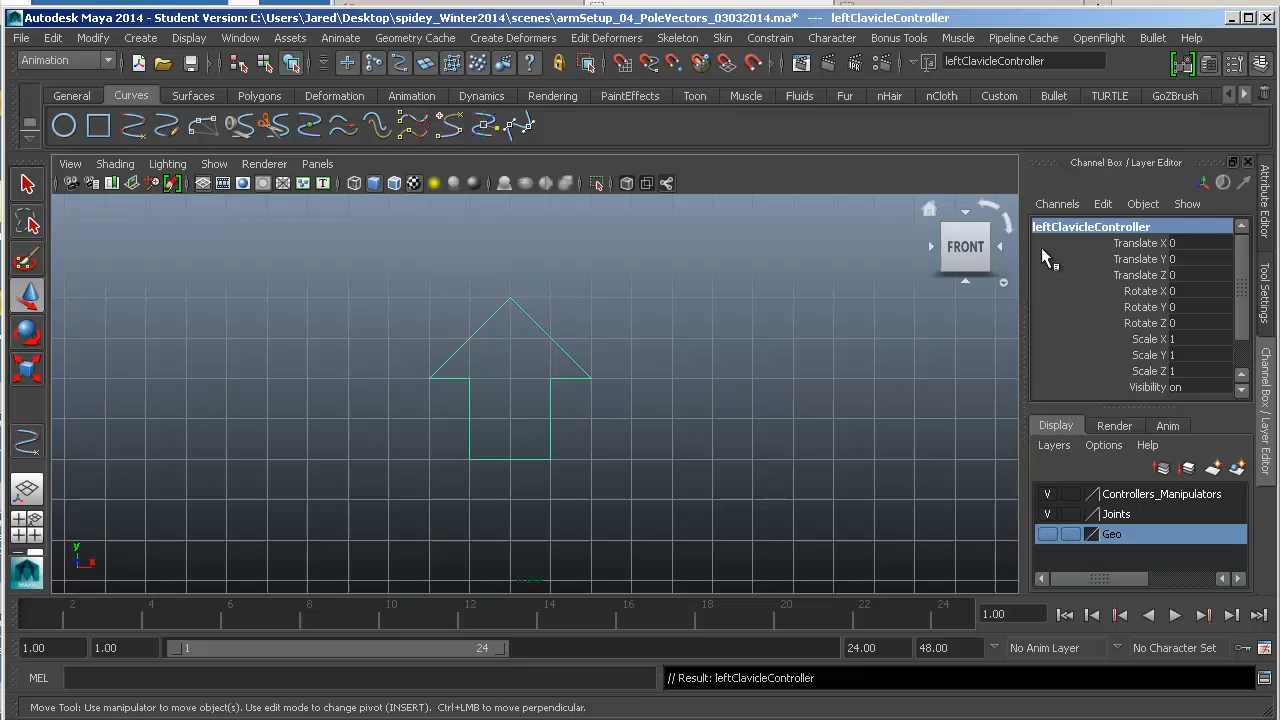 Autodesk Maya 2014 - Student Version: C:\Users\Jared\Desktop\spidey_Winter2014\scenes\armSetup_04_PoleVectors_03032014.ma* --- leftClavicleController
File Edit Modify Create Display Window Assets Animate Geometry Cache Create Deformers Edit Deformers Skeleton Skin Constrain Character Bonus Tools Muscle Pipeline Cache OpenFlight Bullet Help
Animation leftClavicleController
General Curves Surfaces Polygons Deformation Animation Dynamics Rendering PaintEffects Toon Muscle Fluids Fur nHair nCloth Custom Bullet TURTLE GoZBrush
View Shading Lighting Show Renderer Panels
Channel Box / Layer Editor
Channels Edit Object Show
leftClavicleController
Translate X 0
Translate Y 0
Translate Z 0
Rotate X 0
Rotate Y 0
Rotate Z 0
Scale X 1
Scale Y 1
Scale Z 1
Visibility on
FRONT
Attribute Editor
Tool Settings
Channel Box / Layer Editor
Display Render Anim
Layers Options Help
V Controllers_Manipulators
V Joints
Geo
y
x
MAYA
2 4 6 8 10 12 14 16 18 20 22 24
1.00
1.00 1.00 1 24 24.00 48.00 No Anim Layer No Character Set
MEL // Result: leftClavicleController
Move Tool: Use manipulator to move object(s). Use edit mode to change pivot (INSERT). Ctrl+LMB to move perpendicular.